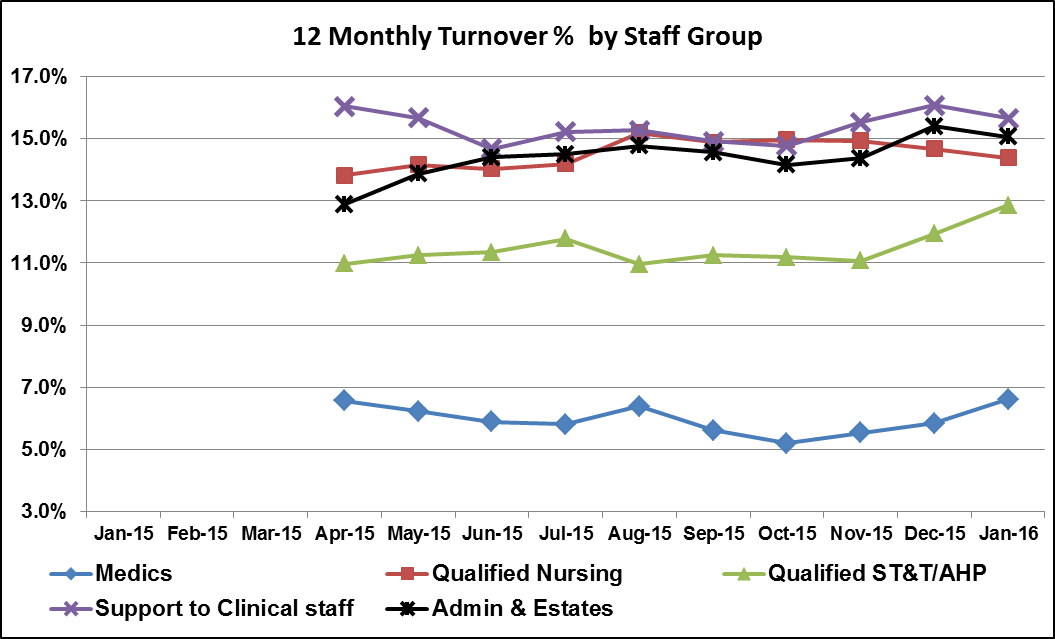 12 Monthly Turnover % by Staff Group
17.0%
15.0%
13.0%
11.0%
9.0%
7.0%
5.0%
3.0%
Jan-15 Feb-15 Mar-15 Apr-15 May-15 Jun-15 Jul-15 Aug-15 Sep-15 Oct-15 Nov-15 Dec-15 Jan-16
Medics Qualified Nursing Qualified ST&T/AHP
Support to Clinical staff Admin & Estates